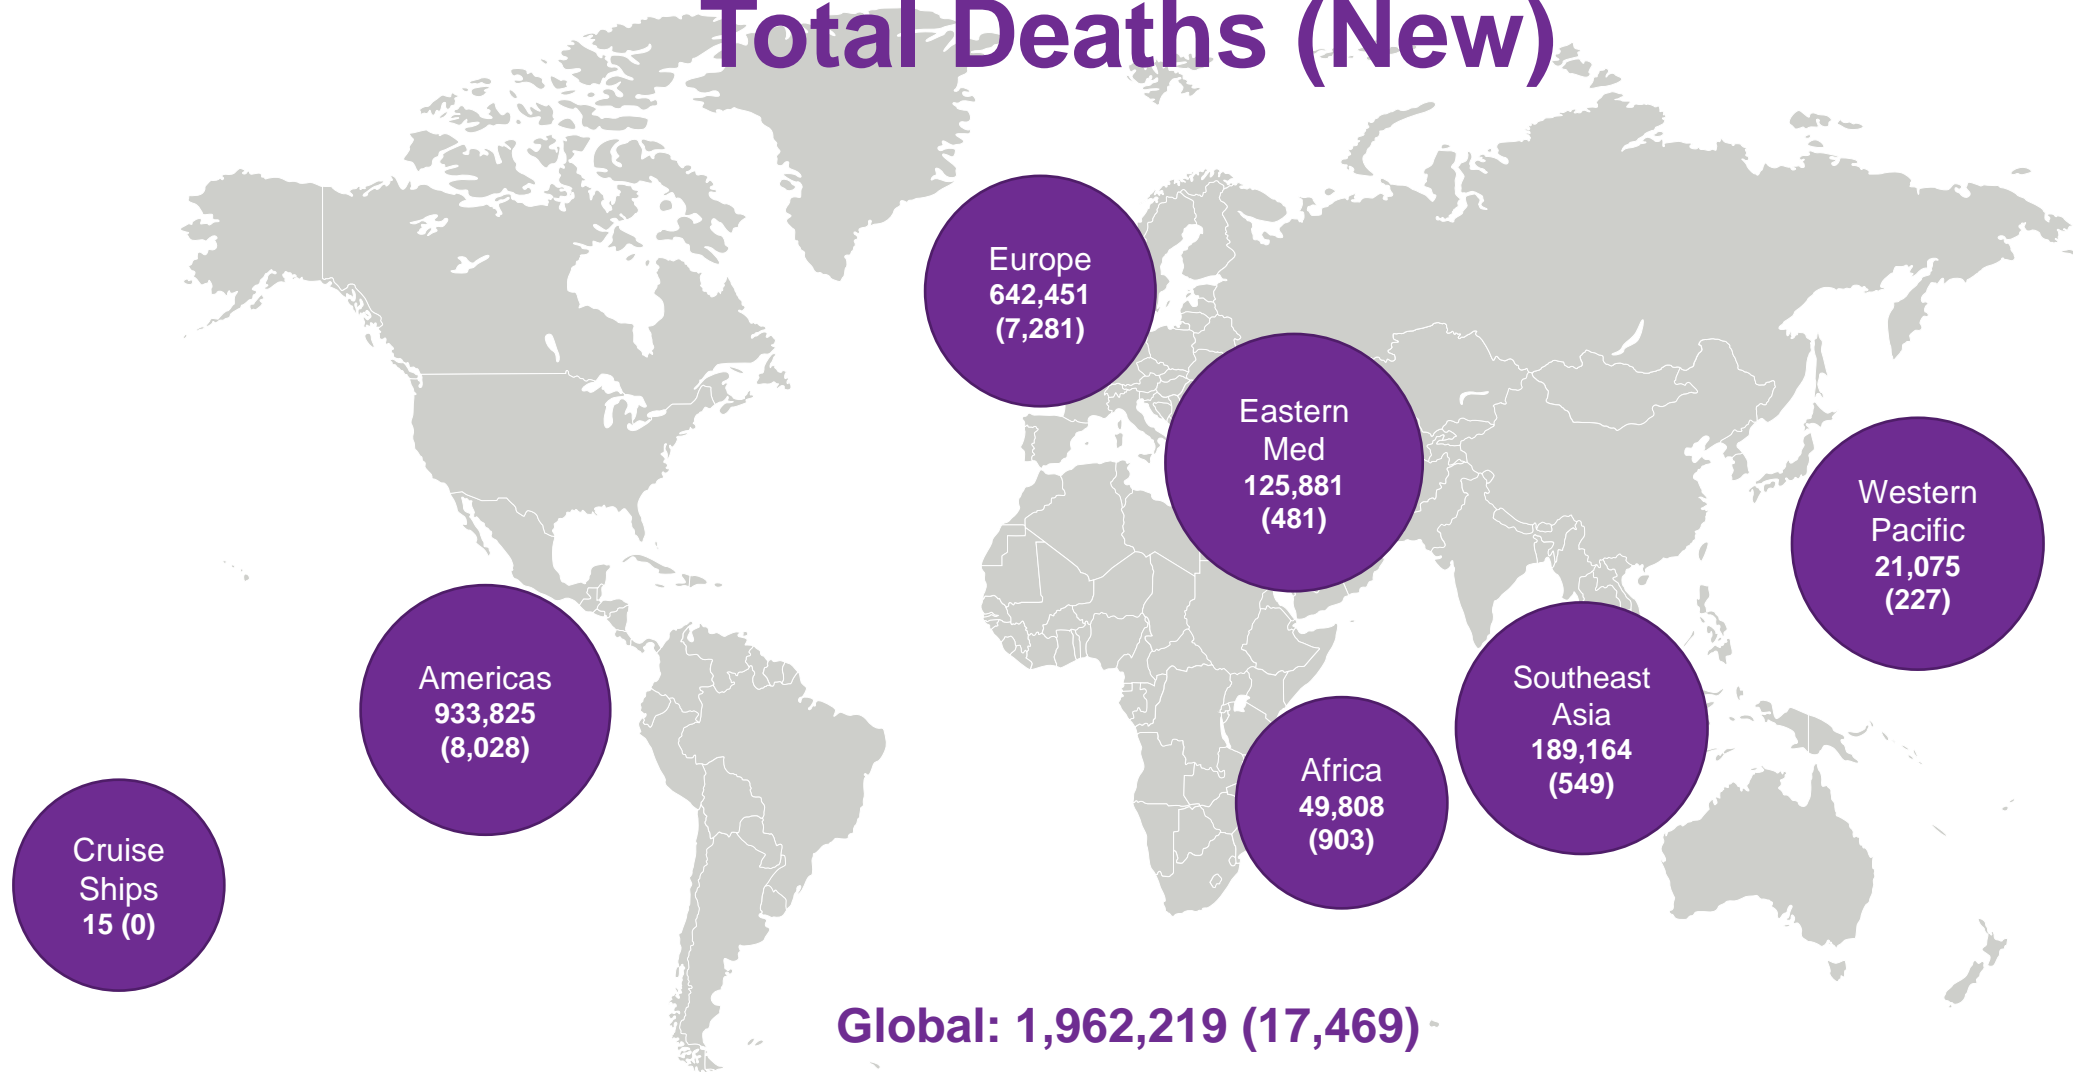 Total Deaths (New)
Europe
642,451
(7,281)
Eastern
Med
125,881
(481)
Western
Pacific
21,075
(227)
Americas
933,825
(8,028)
Southeast
Asia
189,164
(549)
Africa
49,808
(903)
Cruise
Ships
15 (0)
Global: 1,962,219 (17,469)